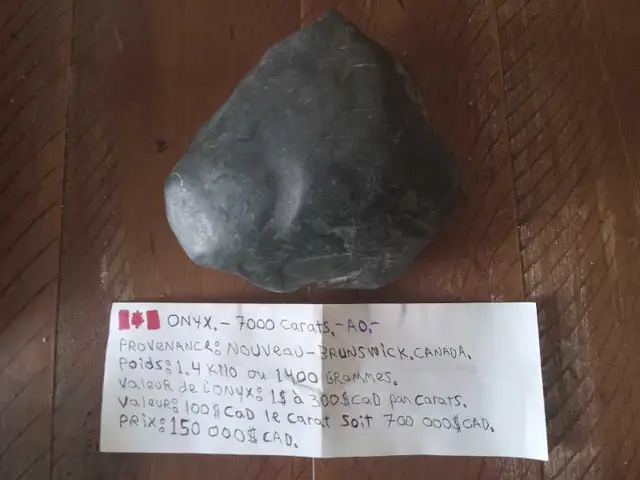 ONYX.- 7000 Carats.-AO.-
PROVENANCE: NOUVEAU-BRUNSWICK.CANADA.
POIDS: 1.4 KILO OU 1400 GRAMMES.
VALEUR DE L'ONYX: 1$ à 300$CAD par CARATS.
VALEUR: 100$CAD le CARAT SOIT 700 000$CAD.
PRIX: 150 000$CAD.